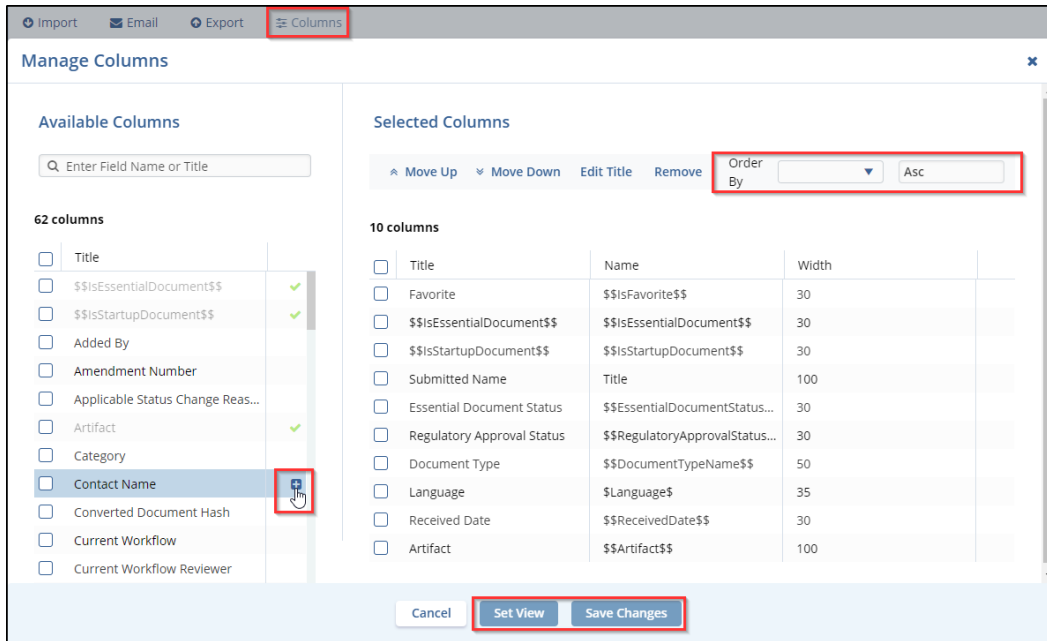 Import Email Export Columns
Manage Columns
Available Columns
Enter Field Name or Title
62 columns
Title
$$IsEssentialDocument$$
$$IsStartupDocument$$
Added By
Amendment Number
Applicable Status Change Reas...
Artifact
Category
Contact Name
Converted Document Hash
Current Workflow
Current Workflow Reviewer
Selected Columns
Move Up Move Down Edit Title Remove Order By Asc
10 columns
Title Name Width
Favorite $$IsFavorite$$ 30
$$IsEssentialDocument$$ $$IsEssentialDocument$$ 30
$$IsStartupDocument$$ $$IsStartupDocument$$ 30
Submitted Name Title 100
Essential Document Status $$EssentialDocumentStatus... 30
Regulatory Approval Status $$RegulatoryApprovalStatus... 30
Document Type $$DocumentTypeName$$ 50
Language $Language$ 35
Received Date $$ReceivedDate$$ 30
Artifact $$Artifact$$ 100
Cancel Set View Save Changes